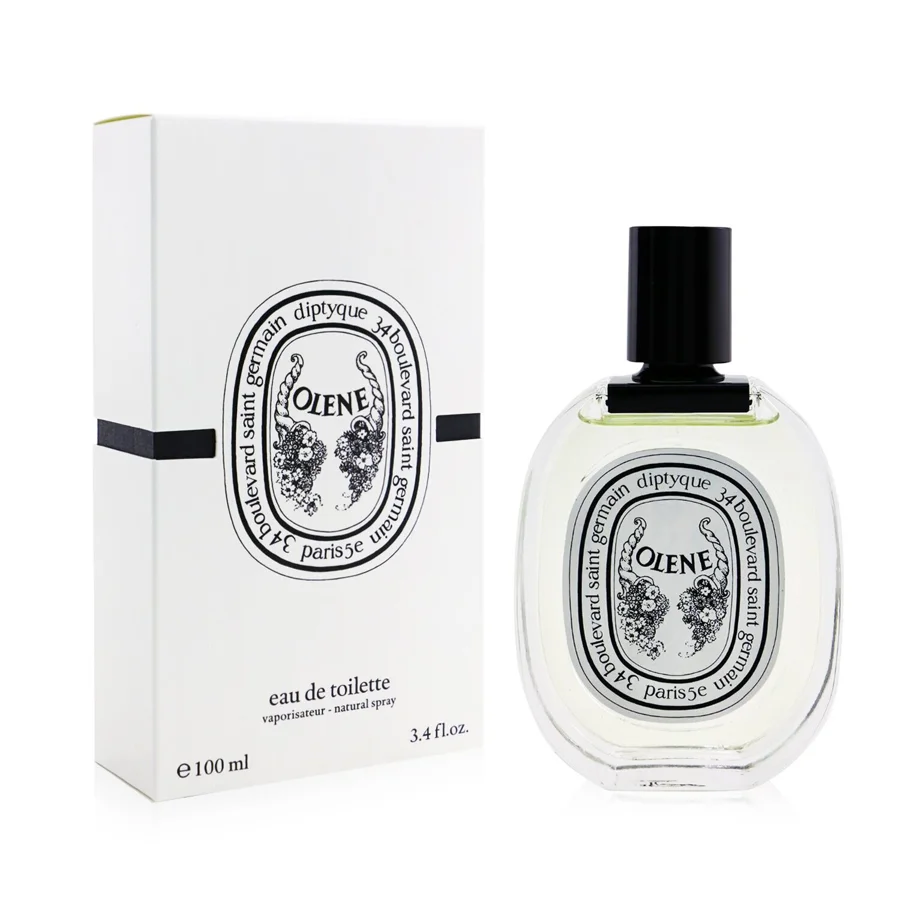 34 boulevard saint germain diptyque 34 boulevard saint germain
OLENE
paris 5e
eau de toilette
vaporisateur - natural spray
3.4 fl.oz.
℮ 100 ml
34 boulevard saint germain diptyque 34 boulevard saint germain
OLENE
paris 5e